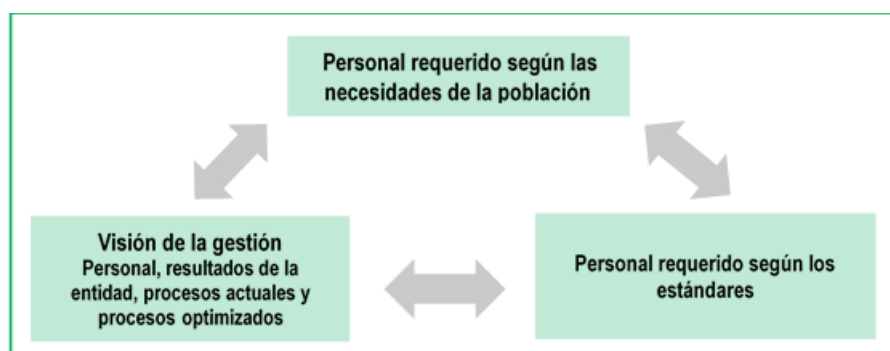 Personal requerido según las
necesidades de la población
Visión de la gestión
Personal, resultados de la
entidad, procesos actuales y
procesos optimizados
Personal requerido según los
estándares